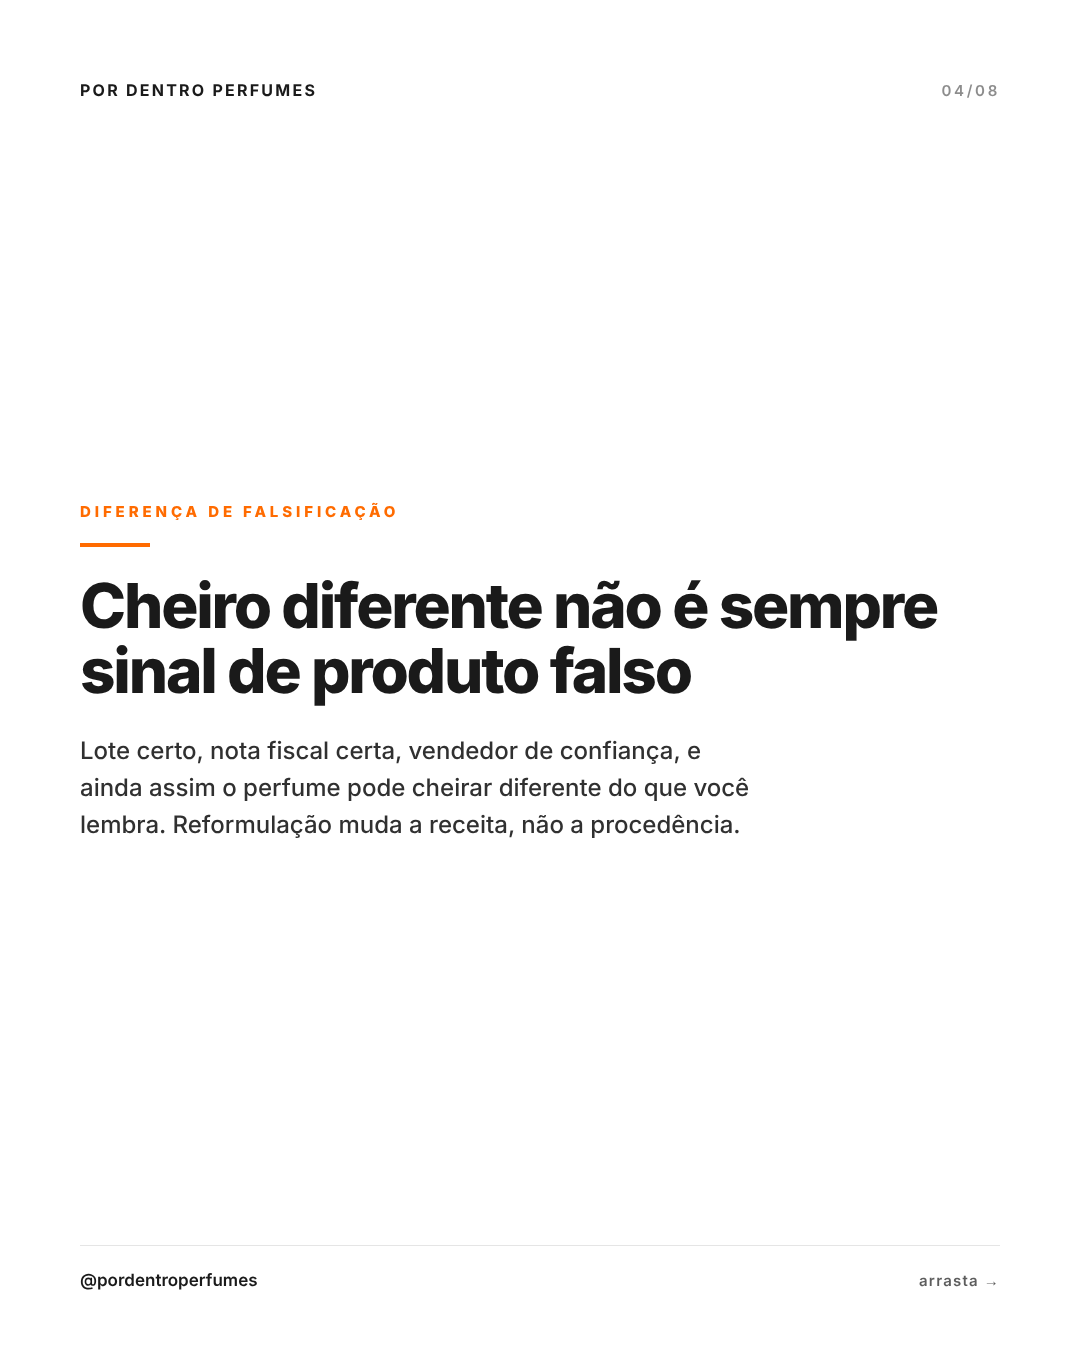 POR DENTRO PERFUMES
04/08
DIFERENÇA DE FALSIFICAÇÃO
Cheiro diferente não é sempre
sinal de produto falso
Lote certo, nota fiscal certa, vendedor de confiança, e
ainda assim o perfume pode cheirar diferente do que você
lembra. Reformulação muda a receita, não a procedência.
@pordentroperfumes
arrasta →